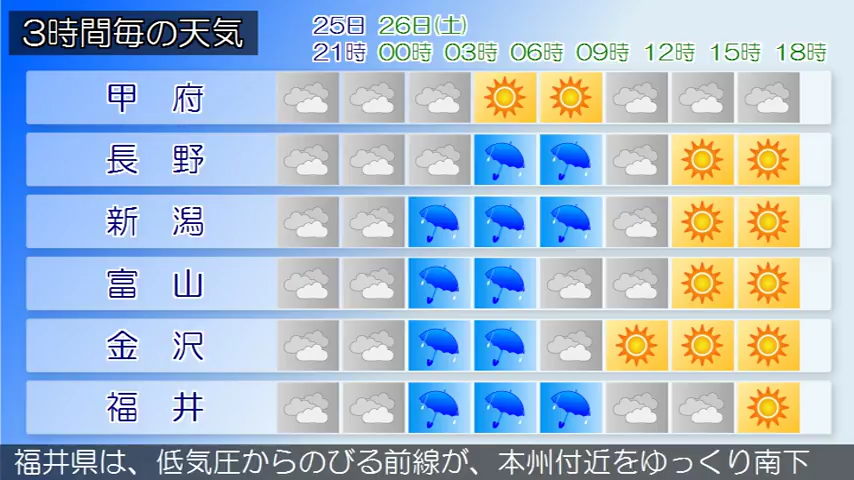 3時間毎の天気
25日 26日(土)
21時 00時 03時 06時 09時 12時 15時 18時
甲 府
長 野
新 潟
富 山
金 沢
福 井
福井県は、低気圧からのびる前線が、本州付近をゆっくり南下